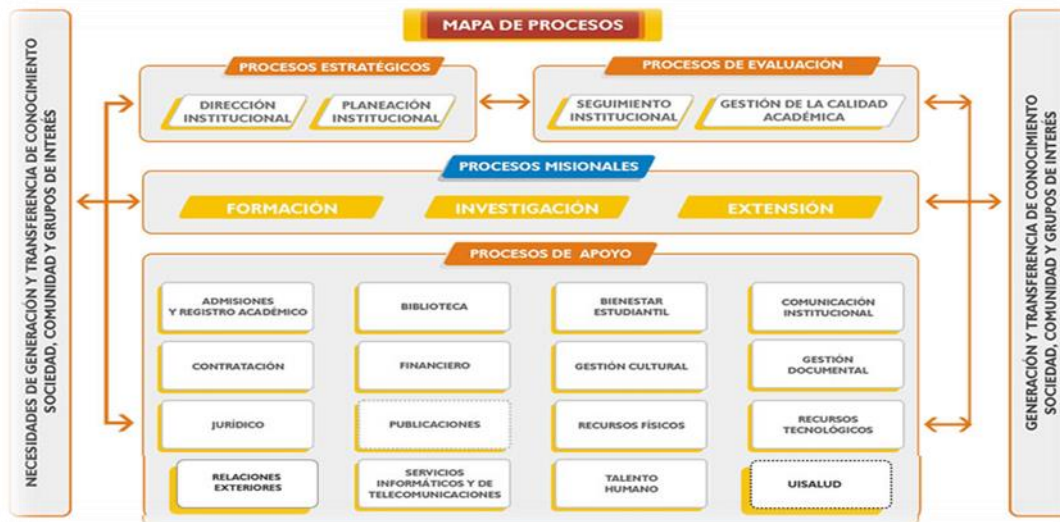 MAPA DE PROCESOS
NECESIDADES DE GENERACIÓN Y TRANSFERENCIA DE CONOCIMIENTO
SOCIEDAD, COMUNIDAD Y GRUPOS DE INTERÉS
PROCESOS ESTRATÉGICOS
DIRECCIÓN
INSTITUCIONAL
PLANEACIÓN
INSTITUCIONAL
PROCESOS DE EVALUACIÓN
SEGUIMIENTO
INSTITUCIONAL
GESTIÓN DE LA CALIDAD
ACADÉMICA
PROCESOS MISIONALES
FORMACIÓN
INVESTIGACIÓN
EXTENSIÓN
PROCESOS DE APOYO
ADMISIONES
Y REGISTRO ACADÉMICO
BIBLIOTECA
BIENESTAR
ESTUDIANTIL
COMUNICACIÓN
INSTITUCIONAL
CONTRATACIÓN
FINANCIERO
GESTIÓN CULTURAL
GESTIÓN
DOCUMENTAL
JURÍDICO
PUBLICACIONES
RECURSOS FÍSICOS
RECURSOS
TECNOLÓGICOS
RELACIONES
EXTERIORES
SERVICIOS
INFORMÁTICOS Y DE
TELECOMUNICACIONES
TALENTO
HUMANO
UISALUD
GENERACIÓN Y TRANSFERENCIA DE CONOCIMIENTO
SOCIEDAD, COMUNIDAD Y GRUPOS DE INTERÉS